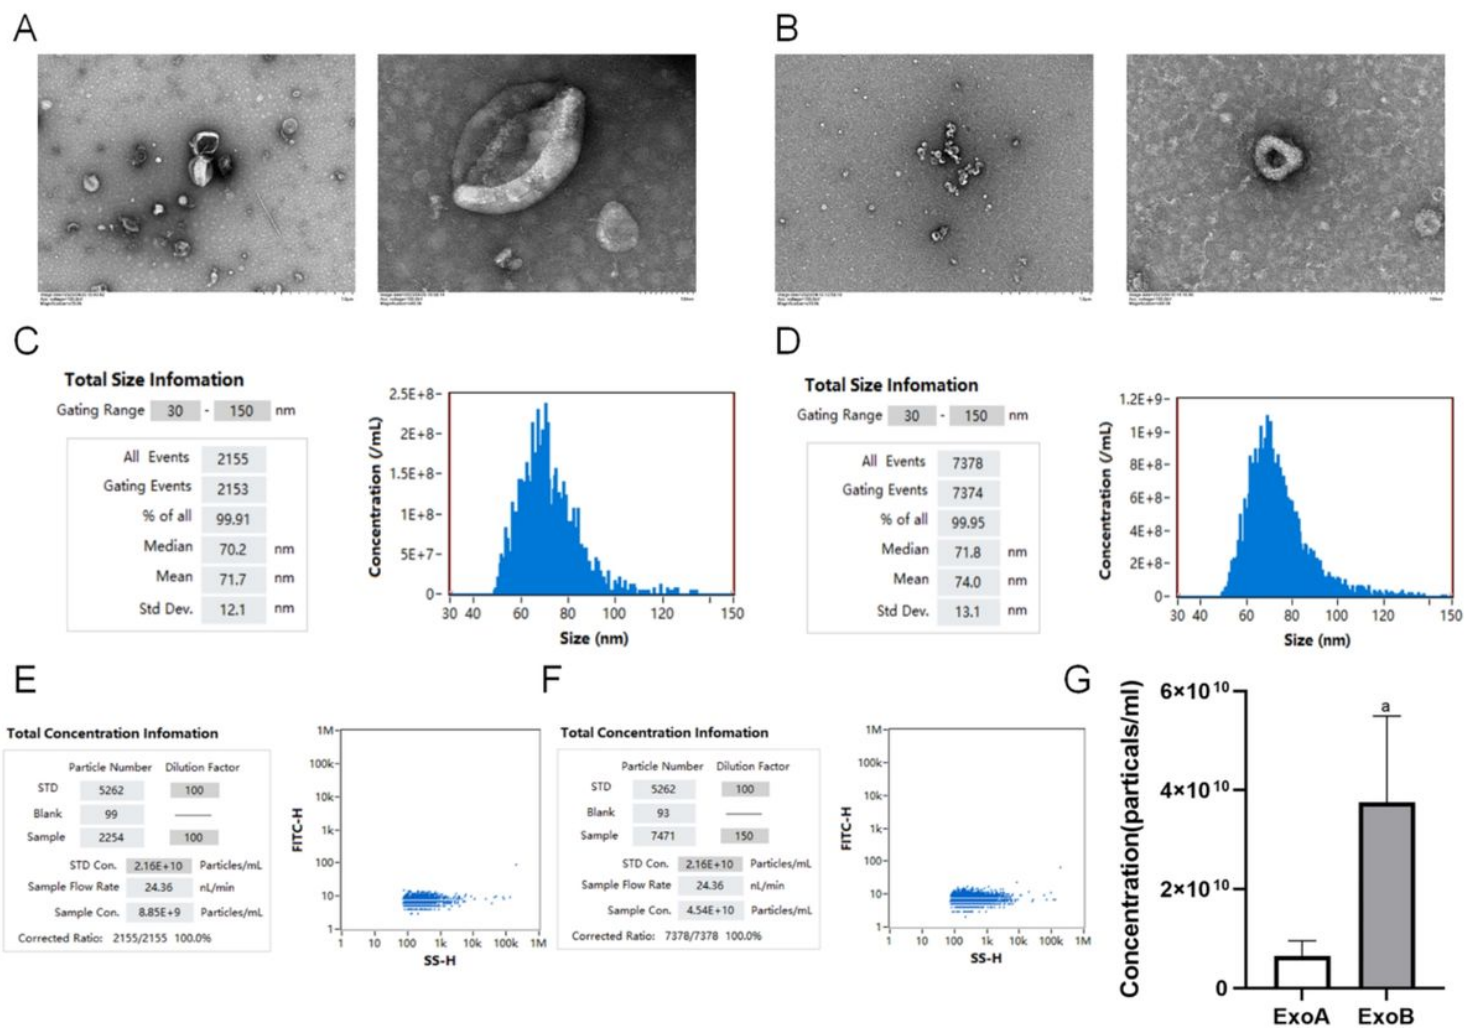 A
B
C
Total Size Infomation
Gating Range 30 - 150 nm
All Events 2155
Gating Events 2153
% of all 99.91
Median 70.2 nm
Mean 71.7 nm
Std Dev. 12.1 nm
Concentration (/mL)
2.5E+8
2E+8
1.5E+8
1E+8
5E+7
0
30 40 60 80 100 120 150
Size (nm)
D
Total Size Infomation
Gating Range 30 - 150 nm
All Events 7378
Gating Events 7374
% of all 99.95
Median 71.8 nm
Mean 74.0 nm
Std Dev. 13.1 nm
Concentration (/mL)
1.2E+9
1E+9
8E+8
6E+8
4E+8
2E+8
0
30 40 60 80 100 120 150
Size (nm)
E
Total Concentration Infomation
Particle Number Dilution Factor
STD 5262 100
Blank 99
Sample 2254 100
STD Con. 2.16E+10 Particles/mL
Sample Flow Rate 24.36 nL/min
Sample Con. 8.85E+9 Particles/mL
Corrected Ratio: 2155/2155 100.0%
FITC-H
1M
100k
10k
1k
100
10
1
1 10 100 1k 10k 100k 1M
SS-H
F
Total Concentration Infomation
Particle Number Dilution Factor
STD 5262 100
Blank 93
Sample 7471 150
STD Con. 2.16E+10 Particles/mL
Sample Flow Rate 24.36 nL/min
Sample Con. 4.54E+10 Particles/mL
Corrected Ratio: 7378/7378 100.0%
FITC-H
1M
100k
10k
1k
100
10
1
1 10 100 1k 10k 100k 1M
SS-H
G
Concentration(particals/ml)
6×10¹⁰
4×10¹⁰
2×10¹⁰
0
a
ExoA ExoB